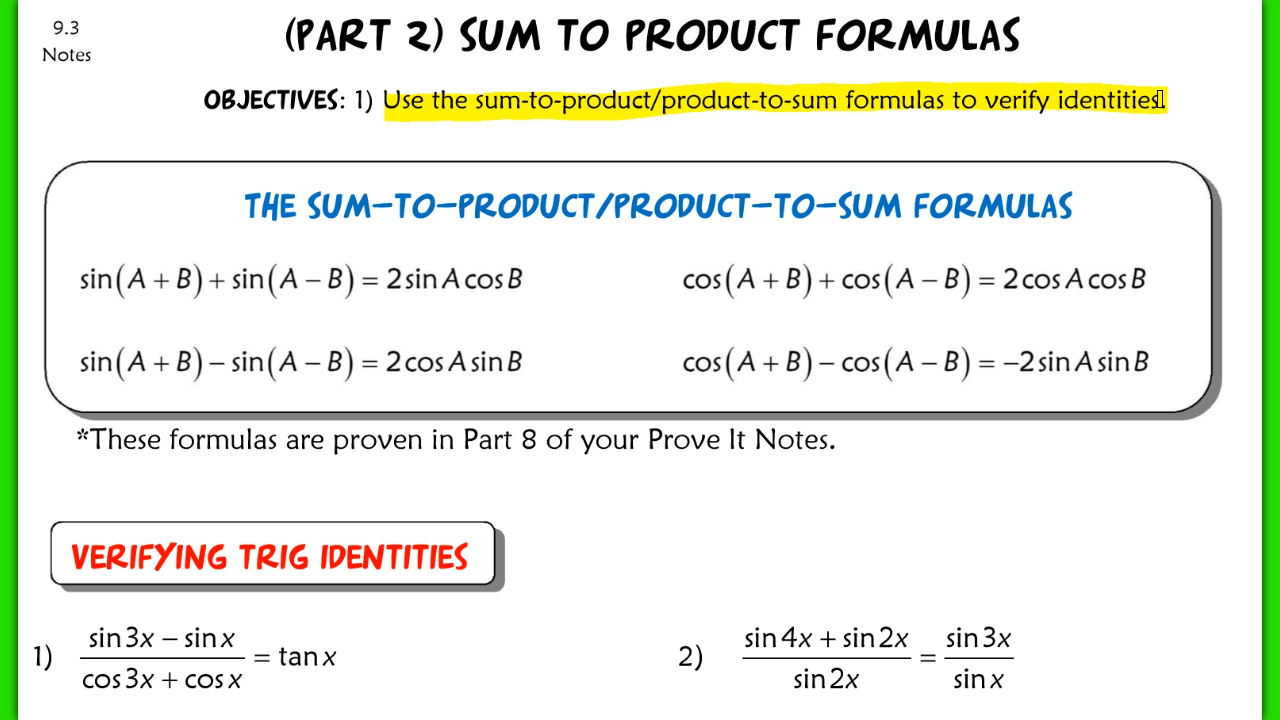 9.3
Notes
(PART 2) SUM TO PRODUCT FORMULAS
OBJECTIVES: 1) Use the sum-to-product/product-to-sum formulas to verify identities.
THE SUM-TO-PRODUCT/PRODUCT-TO-SUM FORMULAS
sin(A + B) + sin(A − B) = 2 sin A cos B
cos(A + B) + cos(A − B) = 2 cos A cos B
sin(A + B) − sin(A − B) = 2 cos A sin B
cos(A + B) − cos(A − B) = −2 sin A sin B
*These formulas are proven in Part 8 of your Prove It Notes.
VERIFYING TRIG IDENTITIES
1) (sin 3x − sin x)/(cos 3x + cos x) = tan x
2) (sin 4x + sin 2x)/(sin 2x) = (sin 3x)/(sin x)